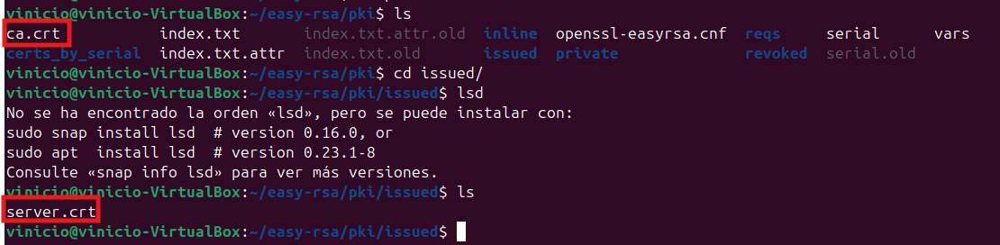 vinicio@vinicio-VirtualBox:~/easy-rsa/pki$ ls
ca.crt index.txt index.txt.attr.old inline openssl-easyrsa.cnf reqs serial vars
certs_by_serial index.txt.attr index.txt.old issued private revoked serial.old
vinicio@vinicio-VirtualBox:~/easy-rsa/pki$ cd issued/
vinicio@vinicio-VirtualBox:~/easy-rsa/pki/issued$ lsd
No se ha encontrado la orden «lsd», pero se puede instalar con:
sudo snap install lsd # version 0.16.0, or
sudo apt install lsd # version 0.23.1-8
Consulte «snap info lsd» para ver más versiones.
vinicio@vinicio-VirtualBox:~/easy-rsa/pki/issued$ ls
server.crt
vinicio@vinicio-VirtualBox:~/easy-rsa/pki/issued$